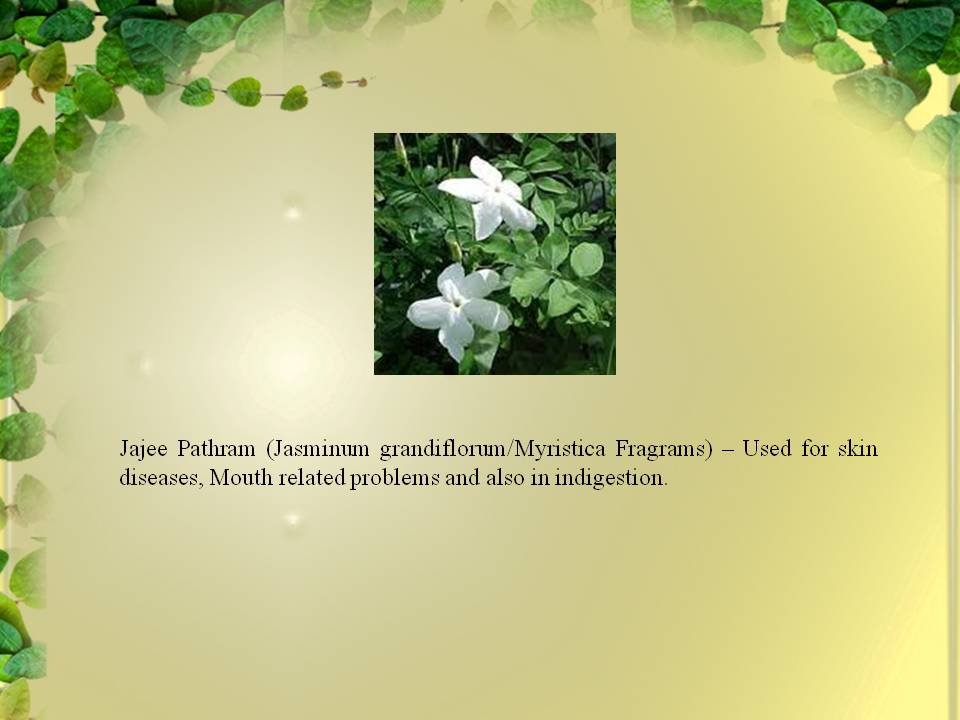 Jajee Pathram (Jasminum grandiflorum/Myristica Fragrams) – Used for skin
diseases, Mouth related problems and also in indigestion.